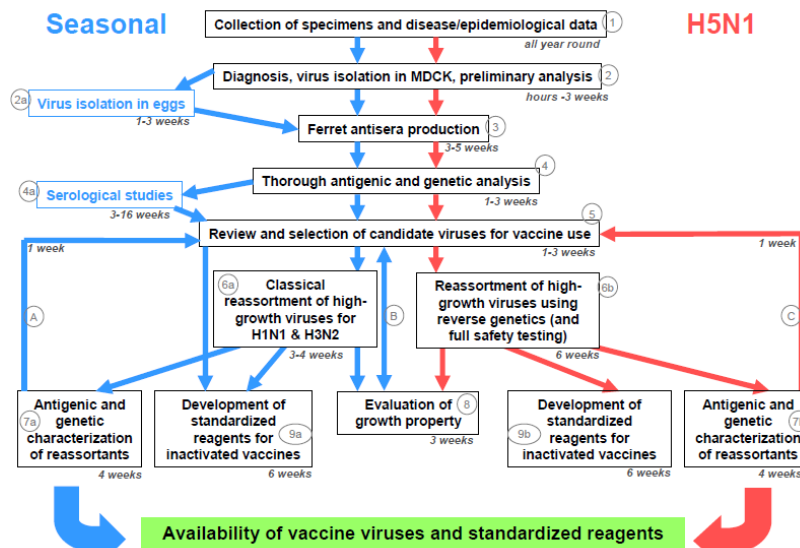 Seasonal
H5N1
Collection of specimens and disease/epidemiological data
1
all year round
Diagnosis, virus isolation in MDCK, preliminary analysis
2
hours -3 weeks
2a
Virus isolation in eggs
1-3 weeks
Ferret antisera production
3
3-5 weeks
4
Thorough antigenic and genetic analysis
1-3 weeks
4a
Serological studies
3-16 weeks
5
Review and selection of candidate viruses for vaccine use
1-3 weeks
1 week
1 week
6a
Classical
reassortment of high-
growth viruses for
H1N1 & H3N2
3-4 weeks
Reassortment of high-
growth viruses using
reverse genetics (and
full safety testing)
6b
6 weeks
A
B
C
7a
Antigenic and
genetic
characterization
of reassortants
4 weeks
Development of
standardized
reagents for
inactivated vaccines
9a
6 weeks
Evaluation of
growth property
8
3 weeks
Development of
standardized
reagents for
inactivated vaccines
9b
6 weeks
Antigenic and
genetic
characterization
of reassortants
4 weeks
Availability of vaccine viruses and standardized reagents